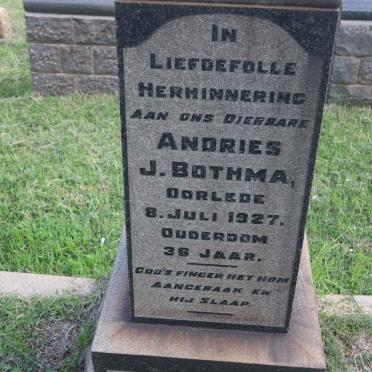 IN
LIEFDEFOLLE
HERHINNERING
AAN ONS DIERBARE
ANDRIES
J. BOTHMA,
OORLEDE
8. JULI 1927.
OUDERDOM
36 JAAR.
GOD'S FINGER HET HOM
AANGERAAK EN
HIJ SLAAP.